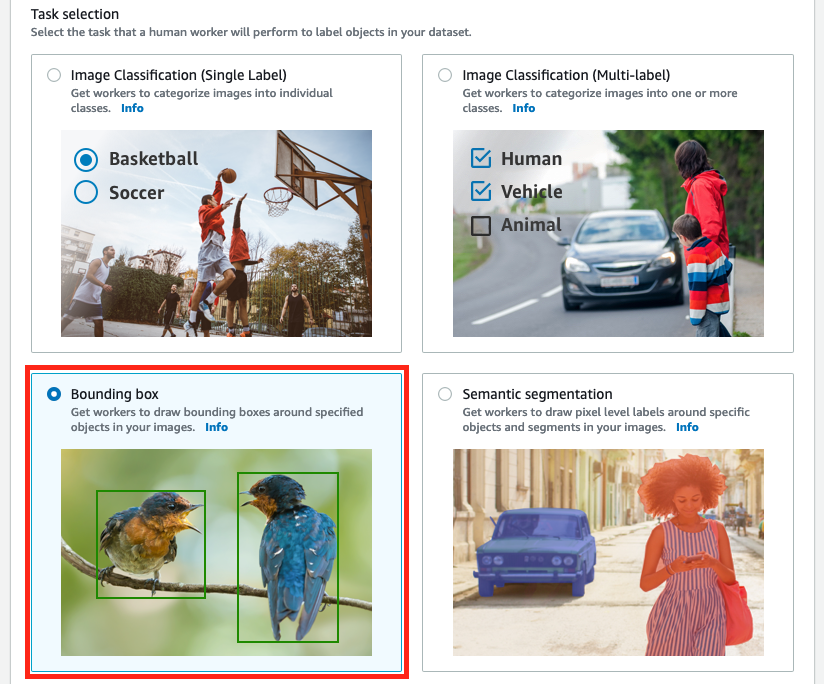 Task selection
Select the task that a human worker will perform to label objects in your dataset.
Image Classification (Single Label)
Get workers to categorize images into individual
classes. Info
Basketball
Soccer
Image Classification (Multi-label)
Get workers to categorize images into one or more
classes. Info
Human
Vehicle
Animal
Bounding box
Get workers to draw bounding boxes around specified
objects in your images. Info
Semantic segmentation
Get workers to draw pixel level labels around specific
objects and segments in your images. Info